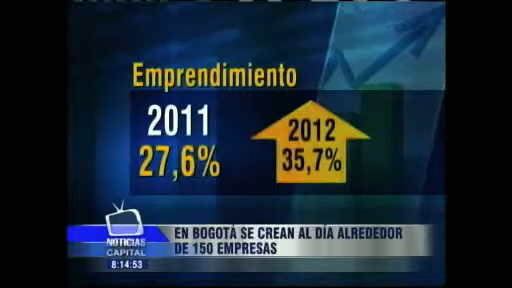 Emprendimiento
2011
27,6%
2012
35,7%
EN BOGOTÁ SE CREAN AL DÍA ALREDEDOR
DE 150 EMPRESAS
NOTICIAS
CAPITAL
8:14:53